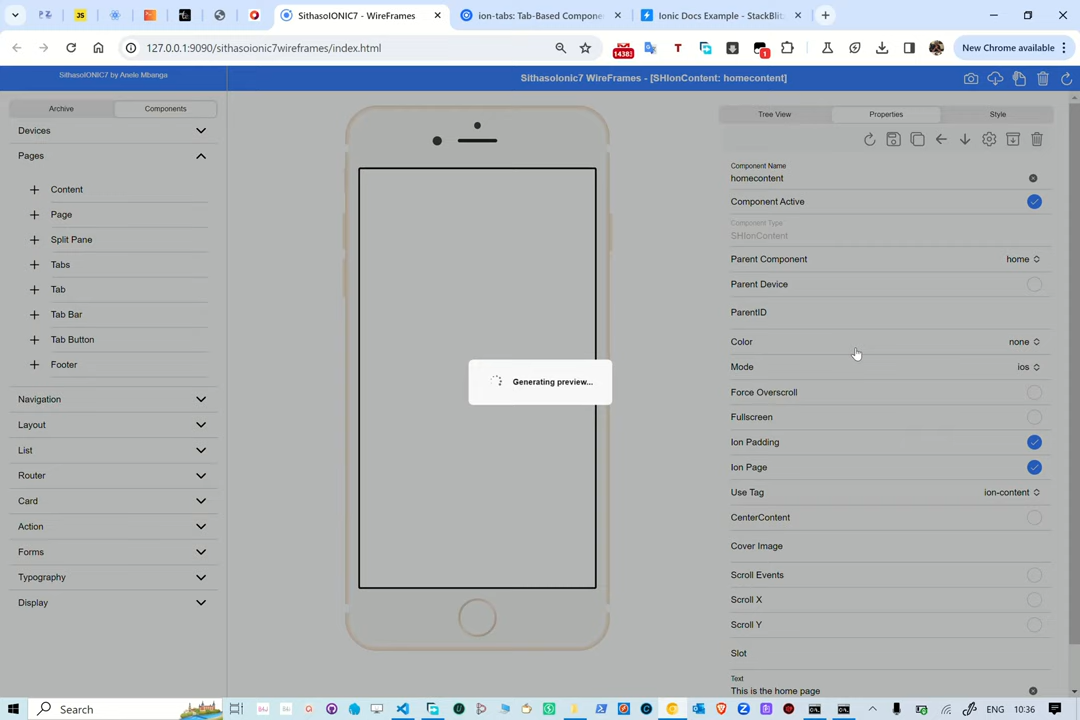 SithasoIONIC7 - WireFrames
ion-tabs: Tab-Based Compone
Ionic Docs Example - StackBlitz
127.0.0.1:9090/sithasoionic7wireframes/index.html
14383
1
New Chrome available
SithasoIONIC7 by Anele Mbanga
SithasoIonic7 WireFrames - [SHIonContent: homecontent]
Archive
Components
Devices
Pages
Content
Page
Split Pane
Tabs
Tab
Tab Bar
Tab Button
Footer
Navigation
Layout
List
Router
Card
Action
Forms
Typography
Display
Generating preview...
Tree View
Properties
Style
Component Name
homecontent
Component Active
Component Type
SHIonContent
Parent Component
home
Parent Device
ParentID
Color
none
Mode
ios
Force Overscroll
Fullscreen
Ion Padding
Ion Page
Use Tag
ion-content
CenterContent
Cover Image
Scroll Events
Scroll X
Scroll Y
Slot
Text
This is the home page
Search
ENG
10:36